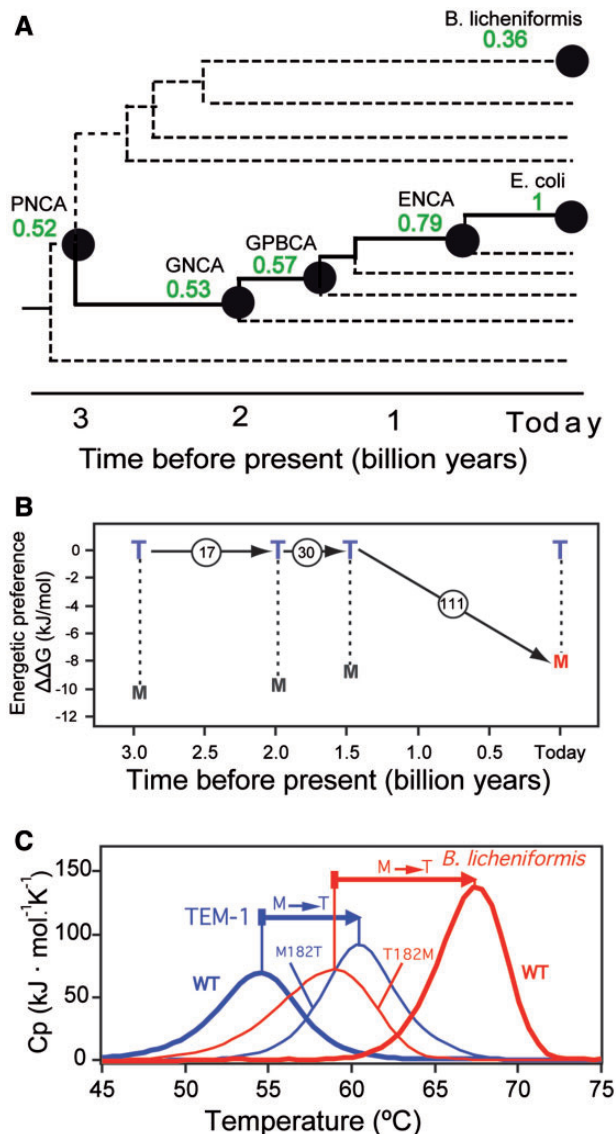 A
B. licheniformis
0.36
PNCA
0.52
ENCA
0.79
E. coli
1
GPBCA
0.57
GNCA
0.53
3 2 1 Today
Time before present (billion years)
B
Energetic preference
ΔΔG (kJ/mol)
0
-2
-4
-6
-8
-10
-12
T T T T
17 30
111
M M M M
3.0 2.5 2.0 1.5 1.0 0.5 Today
Time before present (billion years)
C
Cp (kJ · mol-1K-1)
150
100
50
0
B. licheniformis
M→T
TEM-1
M→T
M182T
T182M
WT
WT
45 50 55 60 65 70 75
Temperature (ºC)